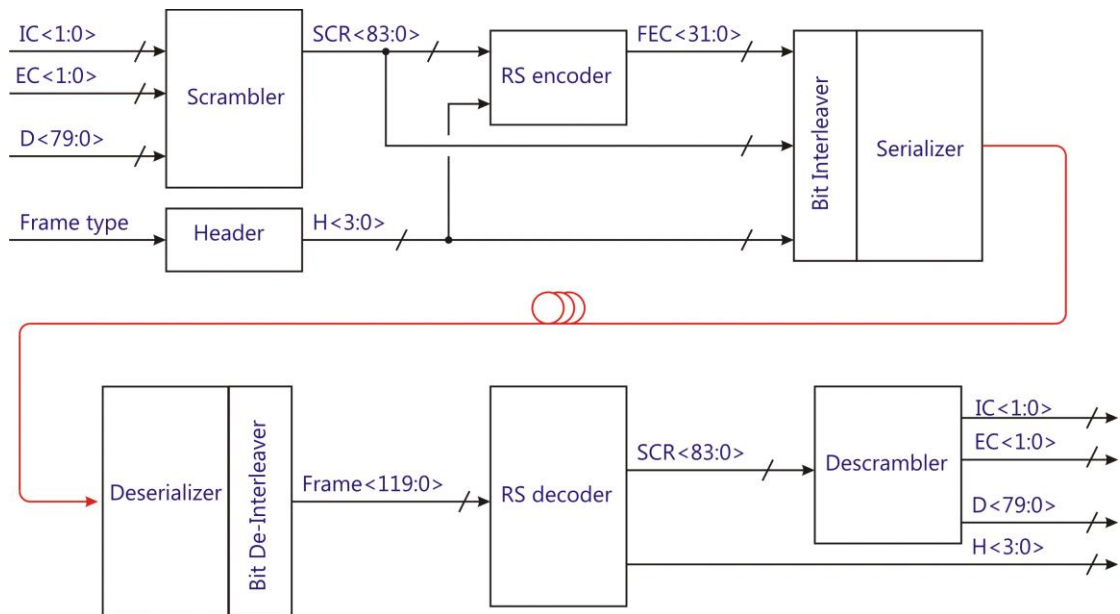 IC<1:0>
EC<1:0>
D<79:0>
Scrambler
SCR<83:0>
RS encoder
FEC<31:0>
Bit Interleaver
Serializer
Frame type
Header
H<3:0>
Deserializer
Bit De-Interleaver
Frame<119:0>
RS decoder
SCR<83:0>
Descrambler
IC<1:0>
EC<1:0>
D<79:0>
H<3:0>